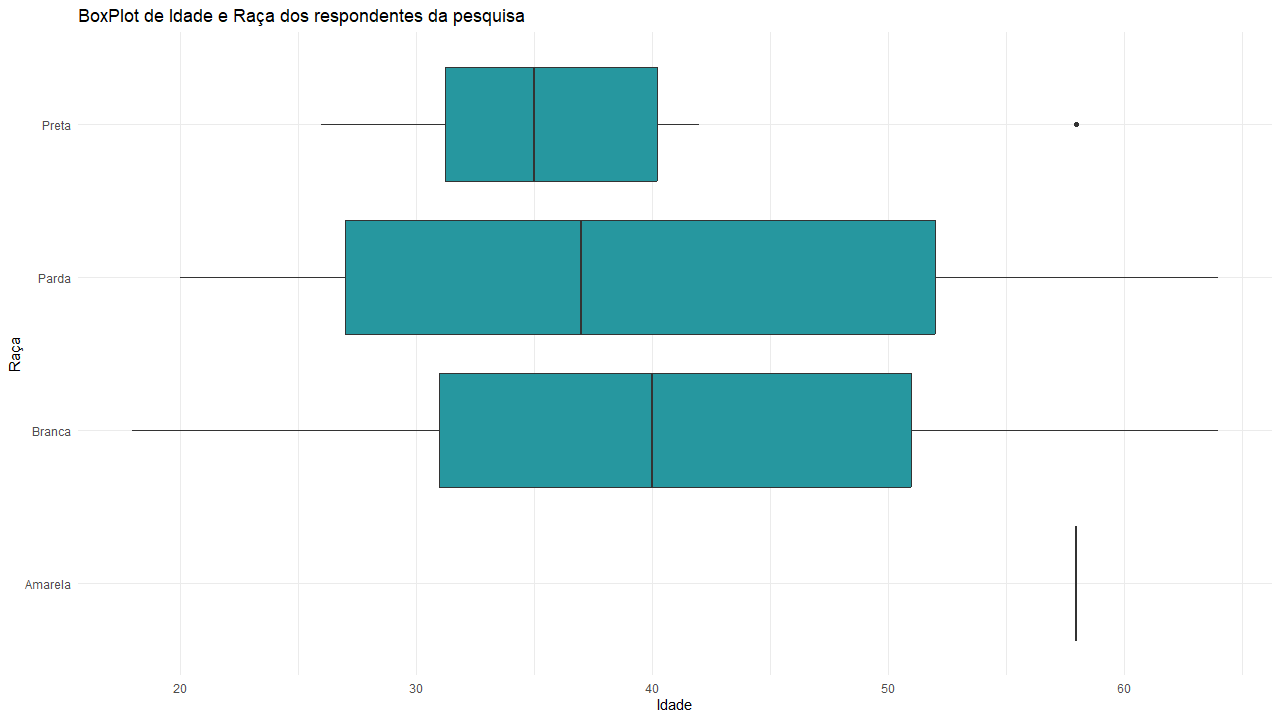 BoxPlot de Idade e Raça dos respondentes da pesquisa
Preta
Parda
Raça
Branca
Amarela
20 30 40 50 60
Idade